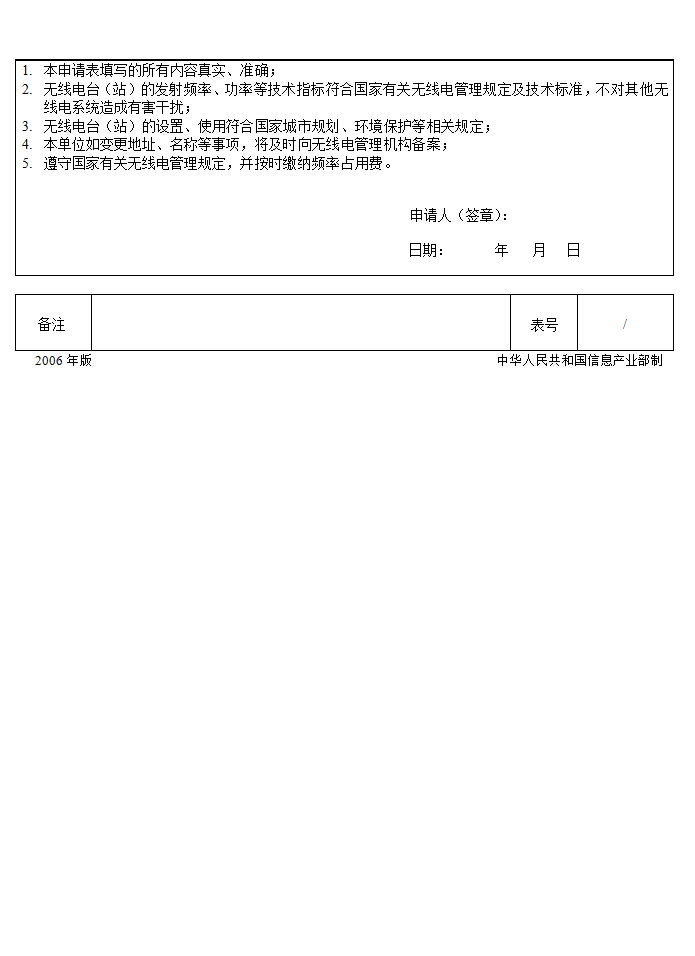 1. 本申请表填写的所有内容真实、准确；
2. 无线电台（站）的发射频率、功率等技术指标符合国家有关无线电管理规定及技术标准，不对其他无
线电系统造成有害干扰；
3. 无线电台（站）的设置、使用符合国家城市规划、环境保护等相关规定；
4. 本单位如变更地址、名称等事项，将及时向无线电管理机构备案；
5. 遵守国家有关无线电管理规定，并按时缴纳频率占用费。
申请人（签章）：
日期： 年 月 日
备注 表号 /
2006 年版 中华人民共和国信息产业部制